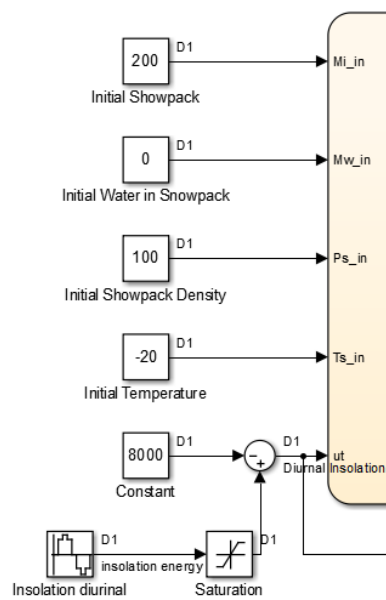 D1
200
Mi_in
Initial Showpack
D1
0
Mw_in
Initial Water in Snowpack
D1
100
Ps_in
Initial Showpack Density
D1
-20
Ts_in
Initial Temperature
D1
D1
8000
ut
Diurnal Insolation
Constant
D1
D1
insolation energy
Insolation diurinal
Saturation